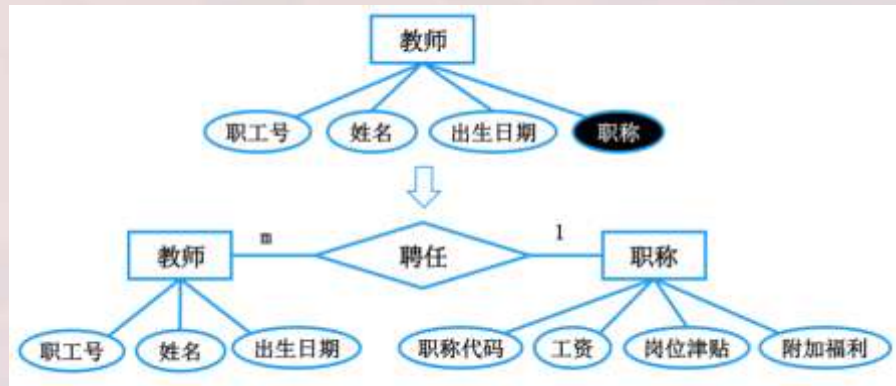 教师
职工号 姓名 出生日期 职称
教师 m 聘任 1 职称
职工号 姓名 出生日期 职称代码 工资 岗位津贴 附加福利